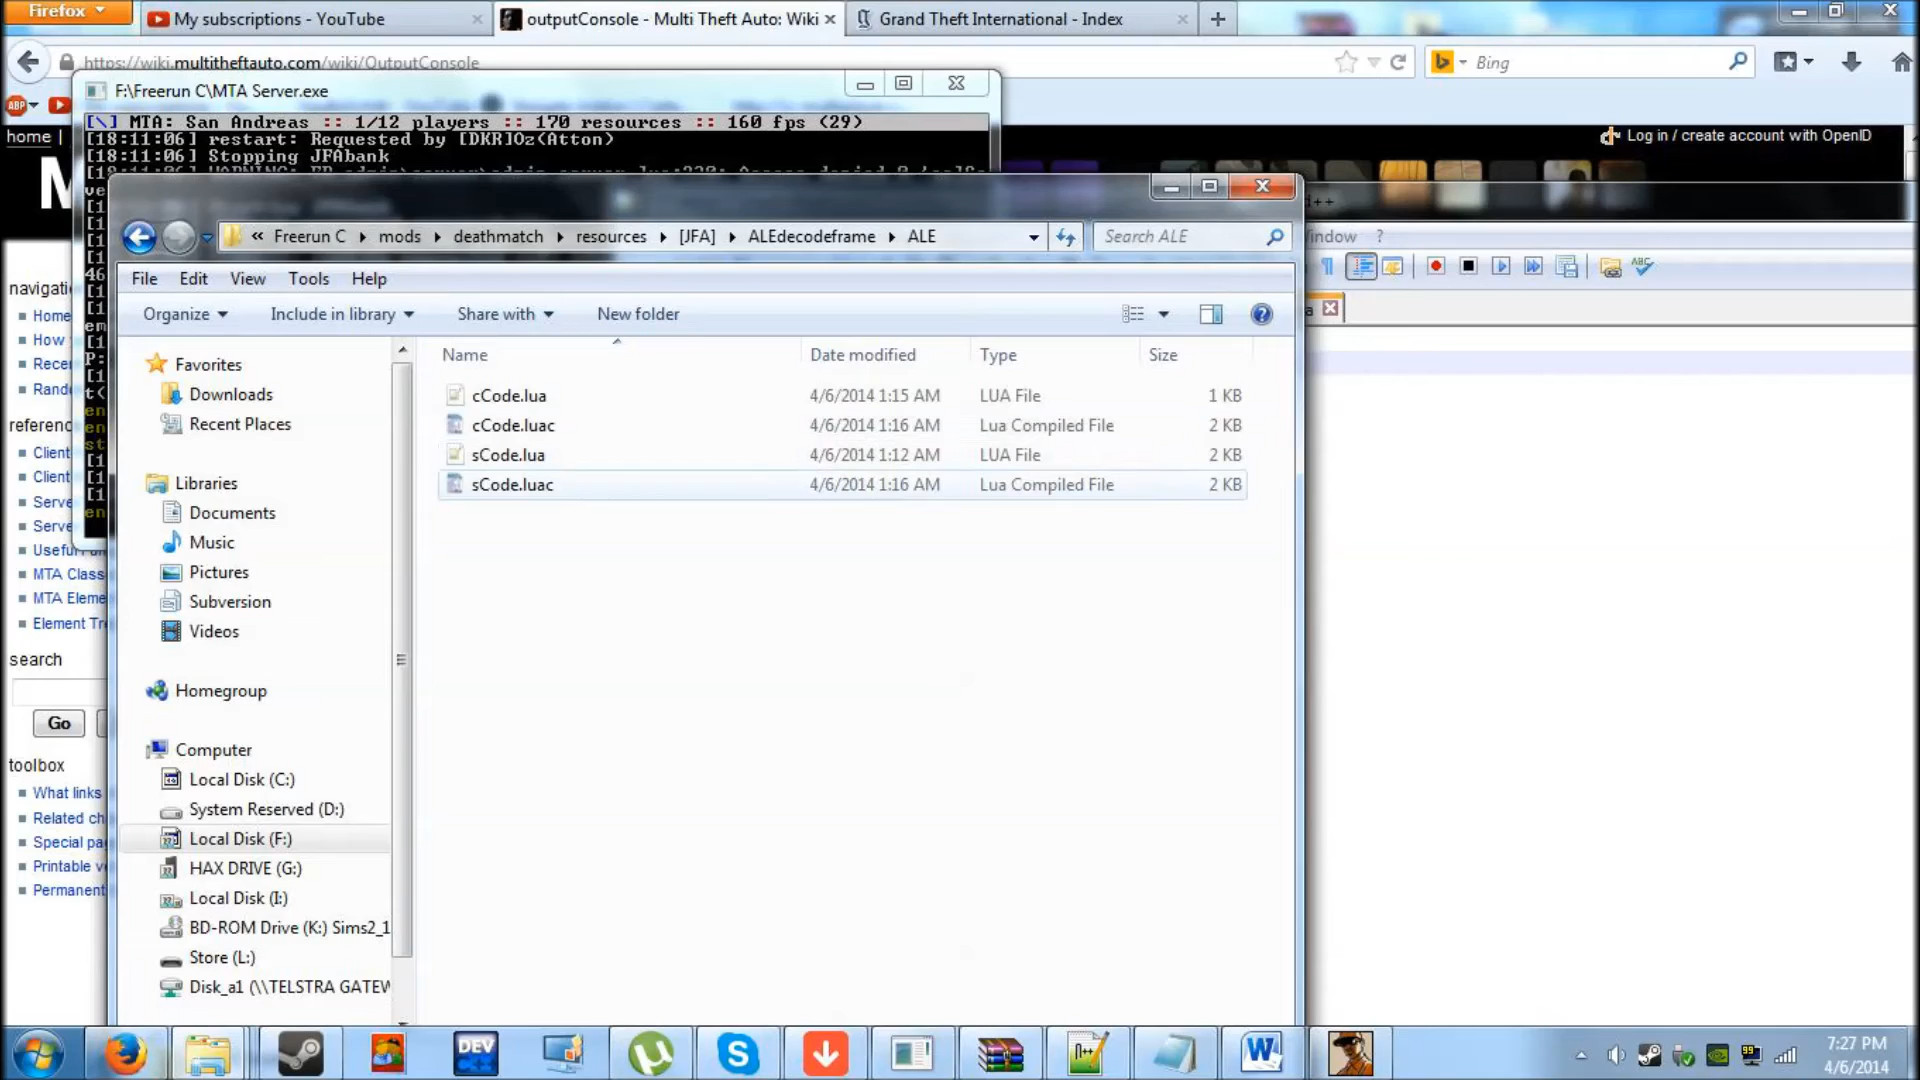 Firefox
My subscriptions - YouTube
outputConsole - Multi Theft Auto: Wiki
Grand Theft International - Index
https://wiki.multitheftauto.com/wiki/OutputConsole
Bing
ABP
F:\Freerun C\MTA Server.exe
[\] MTA: San Andreas :: 1/12 players :: 170 resources :: 160 fps (29)
[18:11:06] restart: Requested by [DKR]Oz(Atton)
[18:11:06] Stopping JFAbank
home |
Log in / create account with OpenID
Window ?
« Freerun C mods deathmatch resources [JFA] ALEdecodeframe ALE
Search ALE
File Edit View Tools Help
Organize Include in library Share with New folder
Name Date modified Type Size
cCode.lua 4/6/2014 1:15 AM LUA File 1 KB
cCode.luac 4/6/2014 1:16 AM Lua Compiled File 2 KB
sCode.lua 4/6/2014 1:12 AM LUA File 2 KB
sCode.luac 4/6/2014 1:16 AM Lua Compiled File 2 KB
Favorites
Downloads
Recent Places
Libraries
Documents
Music
Pictures
Subversion
Videos
Homegroup
Computer
Local Disk (C:)
System Reserved (D:)
Local Disk (F:)
HAX DRIVE (G:)
Local Disk (I:)
BD-ROM Drive (K:) Sims2_1
Store (L:)
Disk_a1 (\\TELSTRA GATEW
navigati
Home
How
Recen
Rand
referenc
Client
Client
Serve
Serve
Useful
MTA Class
MTA Eleme
Element Tr
search
Go
toolbox
What links
Related ch
Special pa
Printable v
Permanent
DEV
7:27 PM
4/6/2014